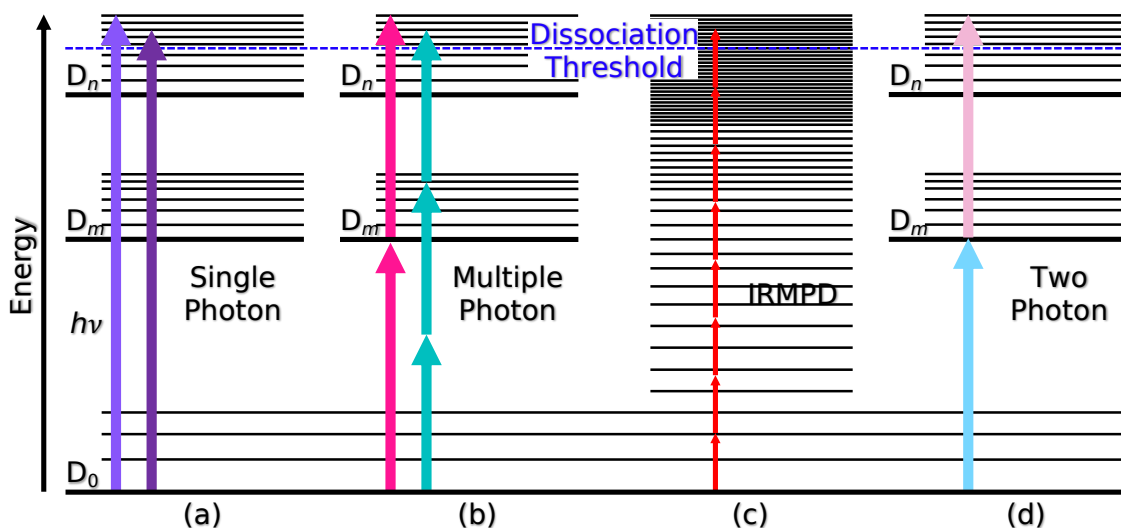 Dissociation
Threshold
Dₙ
Dₙ
Dₙ
Dₘ
Dₘ
Dₘ
Energy
Single
Photon
Multiple
Photon
IRMPD
Two
Photon
hν
D₀
(a)
(b)
(c)
(d)